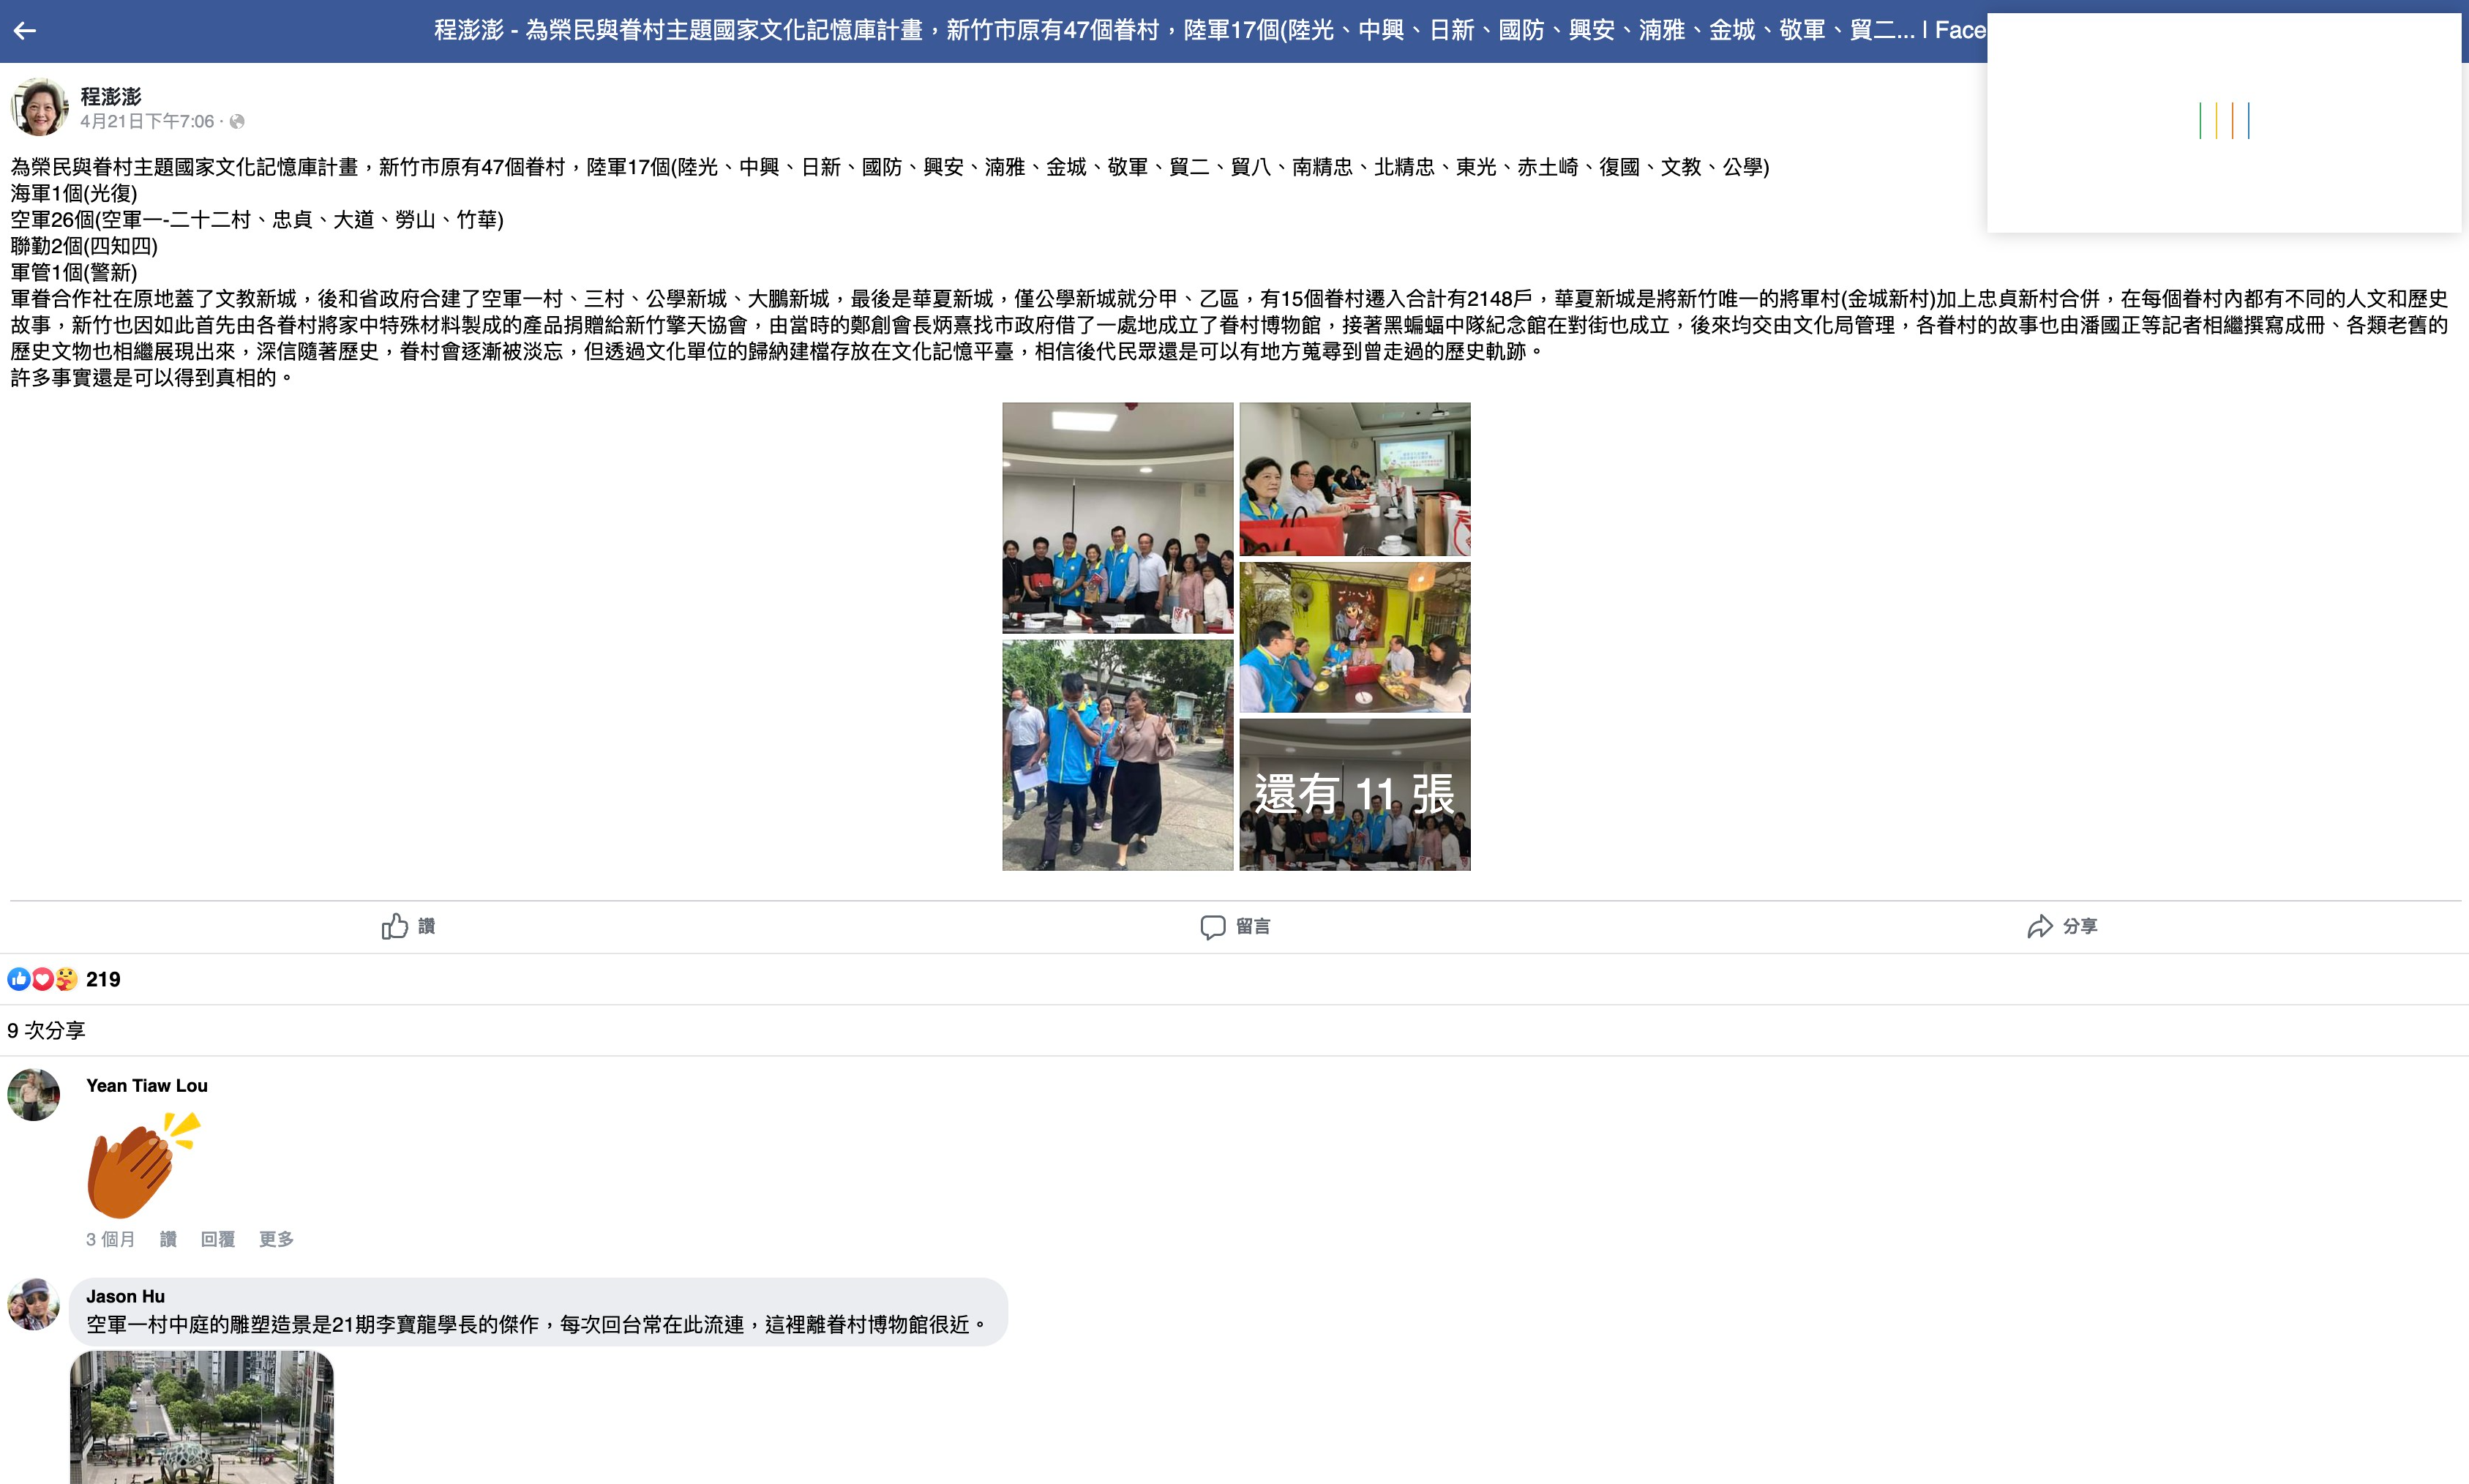 程澎澎 - 為榮民與眷村主題國家文化記憶庫計畫，新竹市原有47個眷村，陸軍17個(陸光、中興、日新、國防、興安、湳雅、金城、敬軍、貿二... | Face
程澎澎
4月21日下午7:06 ·
為榮民與眷村主題國家文化記憶庫計畫，新竹市原有47個眷村，陸軍17個(陸光、中興、日新、國防、興安、湳雅、金城、敬軍、貿二、貿八、南精忠、北精忠、東光、赤土崎、復國、文教、公學)
海軍1個(光復)
空軍26個(空軍一-二十二村、忠貞、大道、勞山、竹華)
聯勤2個(四知四)
軍管1個(警新)
軍眷合作社在原地蓋了文教新城，後和省政府合建了空軍一村、三村、公學新城、大鵬新城，最後是華夏新城，僅公學新城就分甲、乙區，有15個眷村遷入合計有2148戶，華夏新城是將新竹唯一的將軍村(金城新村)加上忠貞新村合併，在每個眷村內都有不同的人文和歷史
故事，新竹也因如此首先由各眷村將家中特殊材料製成的產品捐贈給新竹擎天協會，由當時的鄭創會長炳熹找市政府借了一處地成立了眷村博物館，接著黑蝙蝠中隊紀念館在對街也成立，後來均交由文化局管理，各眷村的故事也由潘國正等記者相繼撰寫成冊、各類老舊的
歷史文物也相繼展現出來，深信隨著歷史，眷村會逐漸被淡忘，但透過文化單位的歸納建檔存放在文化記憶平臺，相信後代民眾還是可以有地方蒐尋到曾走過的歷史軌跡。
許多事實還是可以得到真相的。
還有 11 張
讚 留言 分享
219
9 次分享
Yean Tiaw Lou
3 個月 讚 回覆 更多
Jason Hu
空軍一村中庭的雕塑造景是21期李寶龍學長的傑作，每次回台常在此流連，這裡離眷村博物館很近。